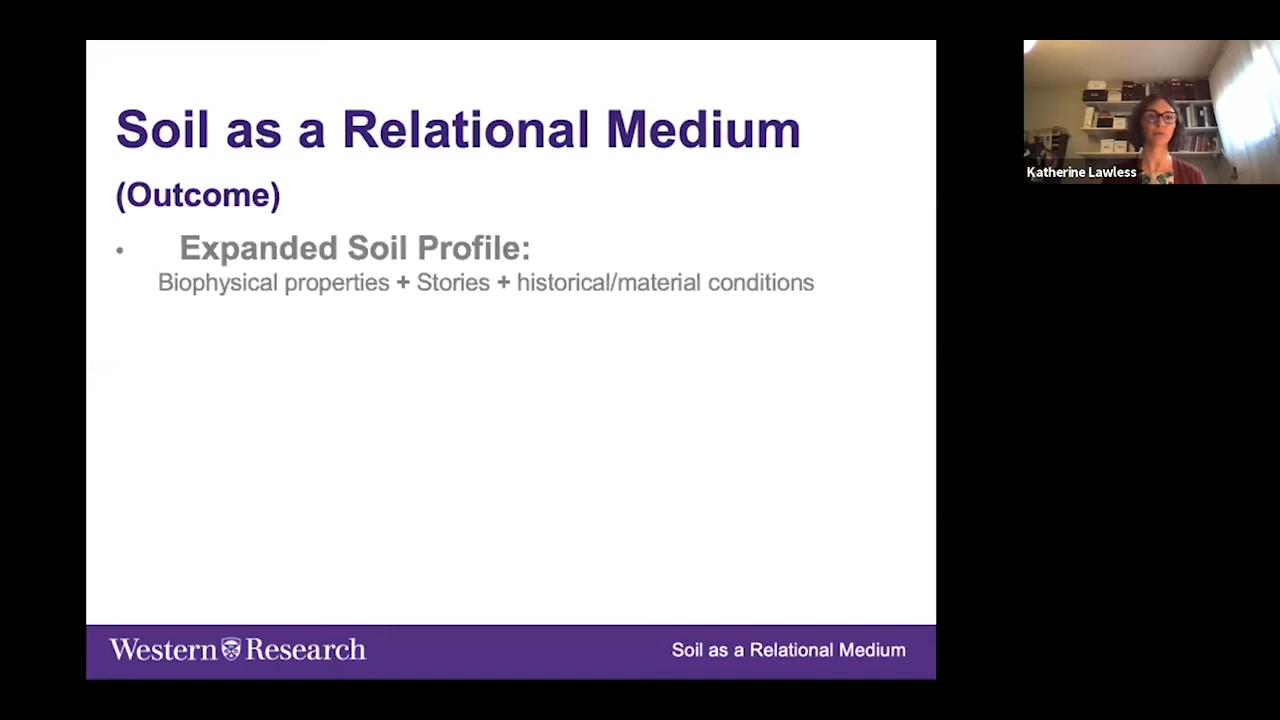 Soil as a Relational Medium
(Outcome)
• Expanded Soil Profile:
Biophysical properties + Stories + historical/material conditions
Western Research
Soil as a Relational Medium
Katherine Lawless